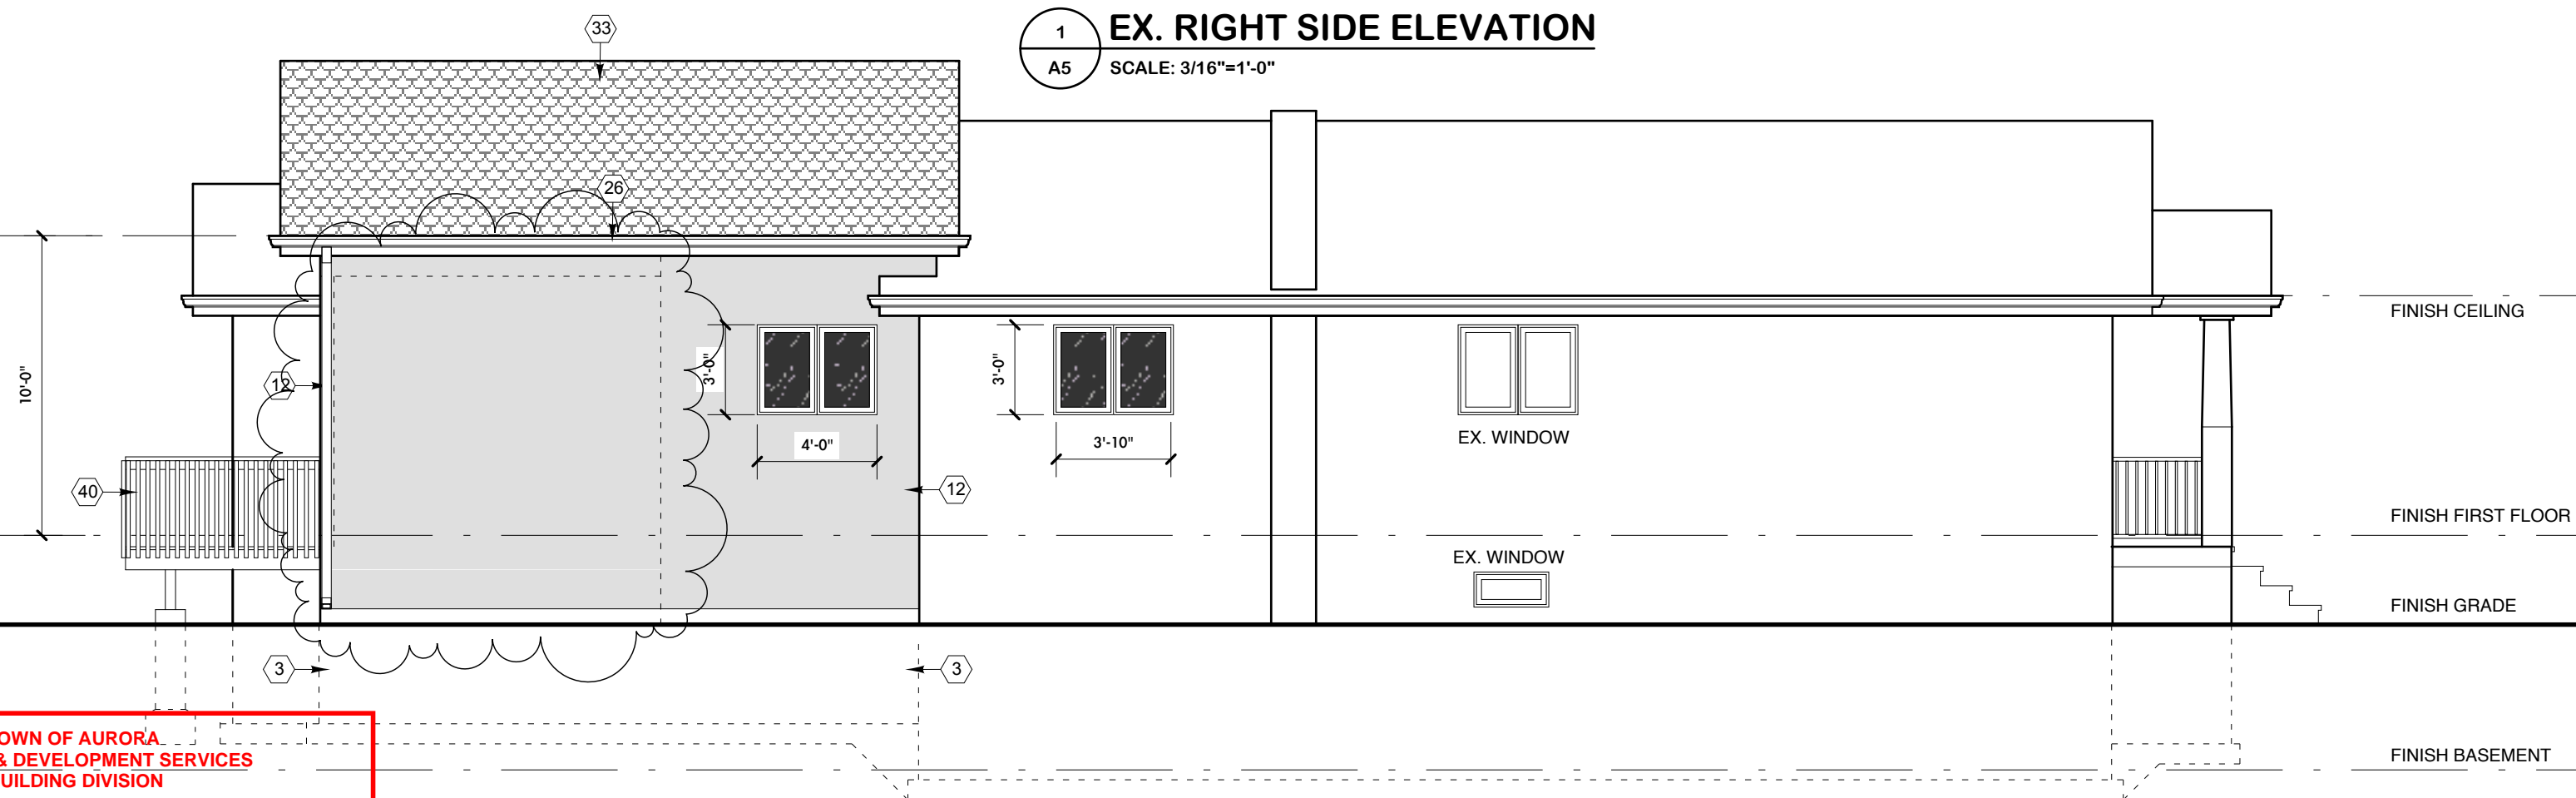 1
A5
EX. RIGHT SIDE ELEVATION
SCALE: 3/16"=1'-0"
33
26
FINISH CEILING
10'-0"
12
3'-0"
4'-0"
3'-0"
3'-10"
EX. WINDOW
40
12
FINISH FIRST FLOOR
EX. WINDOW
FINISH GRADE
3
3
OWN OF AURORA
& DEVELOPMENT SERVICES
UILDING DIVISION
FINISH BASEMENT